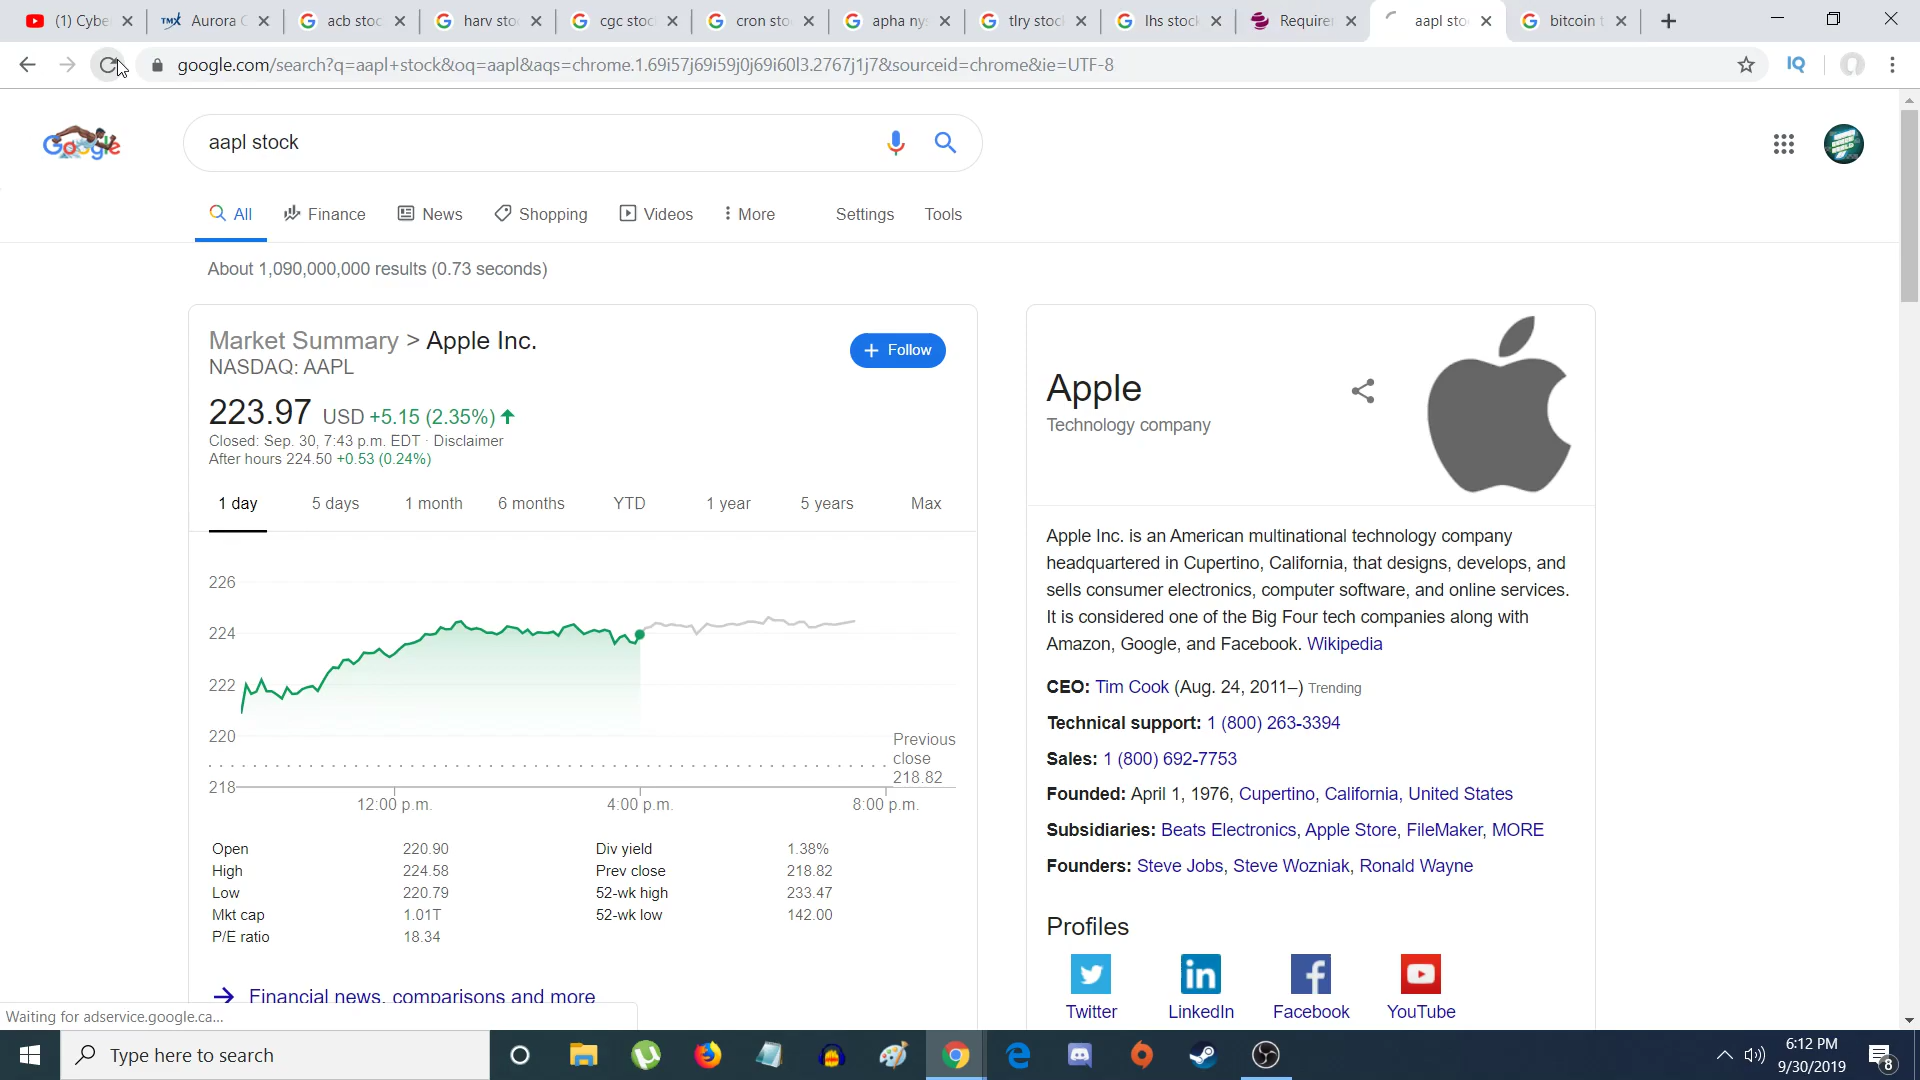 (1) Cybe
TMX Aurora C
acb stoc
harv sto
cgc stoc
cron sto
apha ny
tlry stoc
lhs stock
Require
aapl sto
bitcoin t
google.com/search?q=aapl+stock&oq=aapl&aqs=chrome.1.69i57j69i59j0j69i60l3.2767j1j7&sourceid=chrome&ie=UTF-8
IQ
Google
aapl stock
All Finance News Shopping Videos More Settings Tools
About 1,090,000,000 results (0.73 seconds)
Market Summary > Apple Inc.
NASDAQ: AAPL
+ Follow
223.97 USD +5.15 (2.35%)
Closed: Sep. 30, 7:43 p.m. EDT · Disclaimer
After hours 224.50 +0.53 (0.24%)
1 day 5 days 1 month 6 months YTD 1 year 5 years Max
226
224
222
220
218
Previous
close
218.82
12:00 p.m. 4:00 p.m. 8:00 p.m.
Open 220.90 Div yield 1.38%
High 224.58 Prev close 218.82
Low 220.79 52-wk high 233.47
Mkt cap 1.01T 52-wk low 142.00
P/E ratio 18.34
Financial news, comparisons and more
Apple
Technology company
Apple Inc. is an American multinational technology company
headquartered in Cupertino, California, that designs, develops, and
sells consumer electronics, computer software, and online services.
It is considered one of the Big Four tech companies along with
Amazon, Google, and Facebook. Wikipedia
CEO: Tim Cook (Aug. 24, 2011–) Trending
Technical support: 1 (800) 263-3394
Sales: 1 (800) 692-7753
Founded: April 1, 1976, Cupertino, California, United States
Subsidiaries: Beats Electronics, Apple Store, FileMaker, MORE
Founders: Steve Jobs, Steve Wozniak, Ronald Wayne
Profiles
Twitter LinkedIn Facebook YouTube
Waiting for adservice.google.ca...
Type here to search
6:12 PM
9/30/2019
8